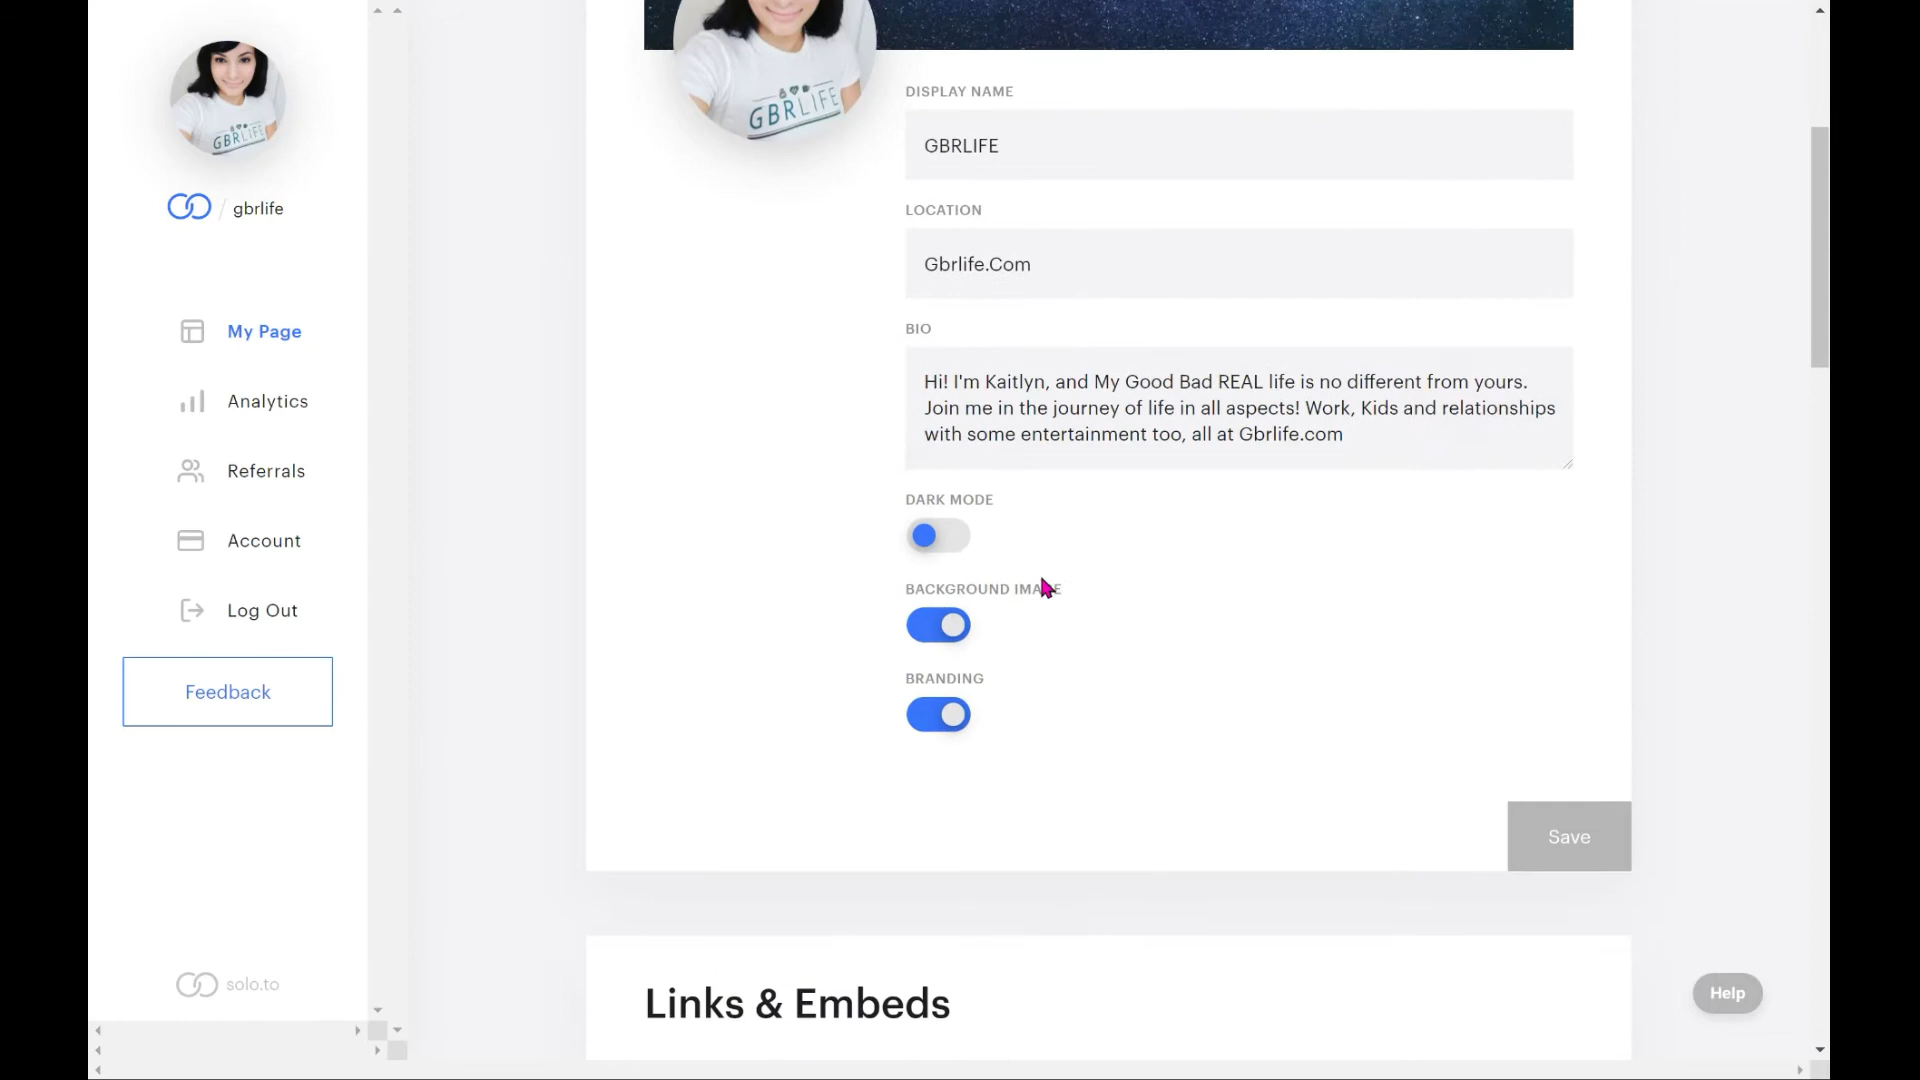 GBRLIFE
/ gbrlife
My Page
Analytics
Referrals
Account
Log Out
Feedback
solo.to
GBRLIFE
DISPLAY NAME
GBRLIFE
LOCATION
Gbrlife.Com
BIO
Hi! I'm Kaitlyn, and My Good Bad REAL life is no different from yours.
Join me in the journey of life in all aspects! Work, Kids and relationships
with some entertainment too, all at Gbrlife.com
DARK MODE
BACKGROUND IMAGE
BRANDING
Save
Links & Embeds
Help